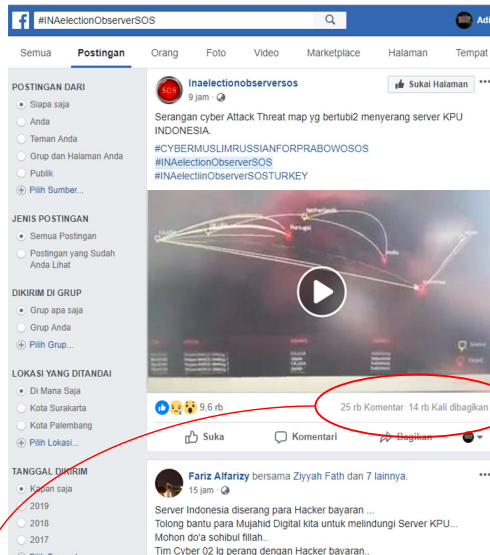 #INAelectionObserverSOS
Adi
Semua Postingan Orang Foto Video Marketplace Halaman Tempat
POSTINGAN DARI
Siapa saja
Anda
Teman Anda
Grup dan Halaman Anda
Publik
Pilih Sumber...
JENIS POSTINGAN
Semua Postingan
Postingan yang Sudah
Anda Lihat
DIKIRIM DI GRUP
Grup apa saja
Grup Anda
Pilih Grup...
LOKASI YANG DITANDAI
Di Mana Saja
Kota Surakarta
Kota Palembang
Pilih Lokasi...
TANGGAL DIKIRIM
Kapan saja
2019
2018
2017
SOS
Inaelectionobserversos
9 jam
Sukai Halaman
Serangan cyber Attack Threat map yg bertubi2 menyerang server KPU
INDONESIA.
#CYBERMUSLIMRUSSIANFORPRABOWOSOS
#INAelectionObserverSOS
#INAelectiinObserverSOSTURKEY
Netherlands
Portugal
India
9,6 rb
25 rb Komentar 14 rb Kali dibagikan
Suka Komentari Bagikan
Fariz Alfarizy bersama Ziyyah Fath dan 7
lainnya.
15 jam
Server Indonesia diserang para Hacker bayaran ...
Tolong bantu para Mujahid Digital kita untuk melindungi Server KPU...
Mohon do'a sohibul fillah..
Tim Cyber 02 lg perang dengan Hacker bayaran..